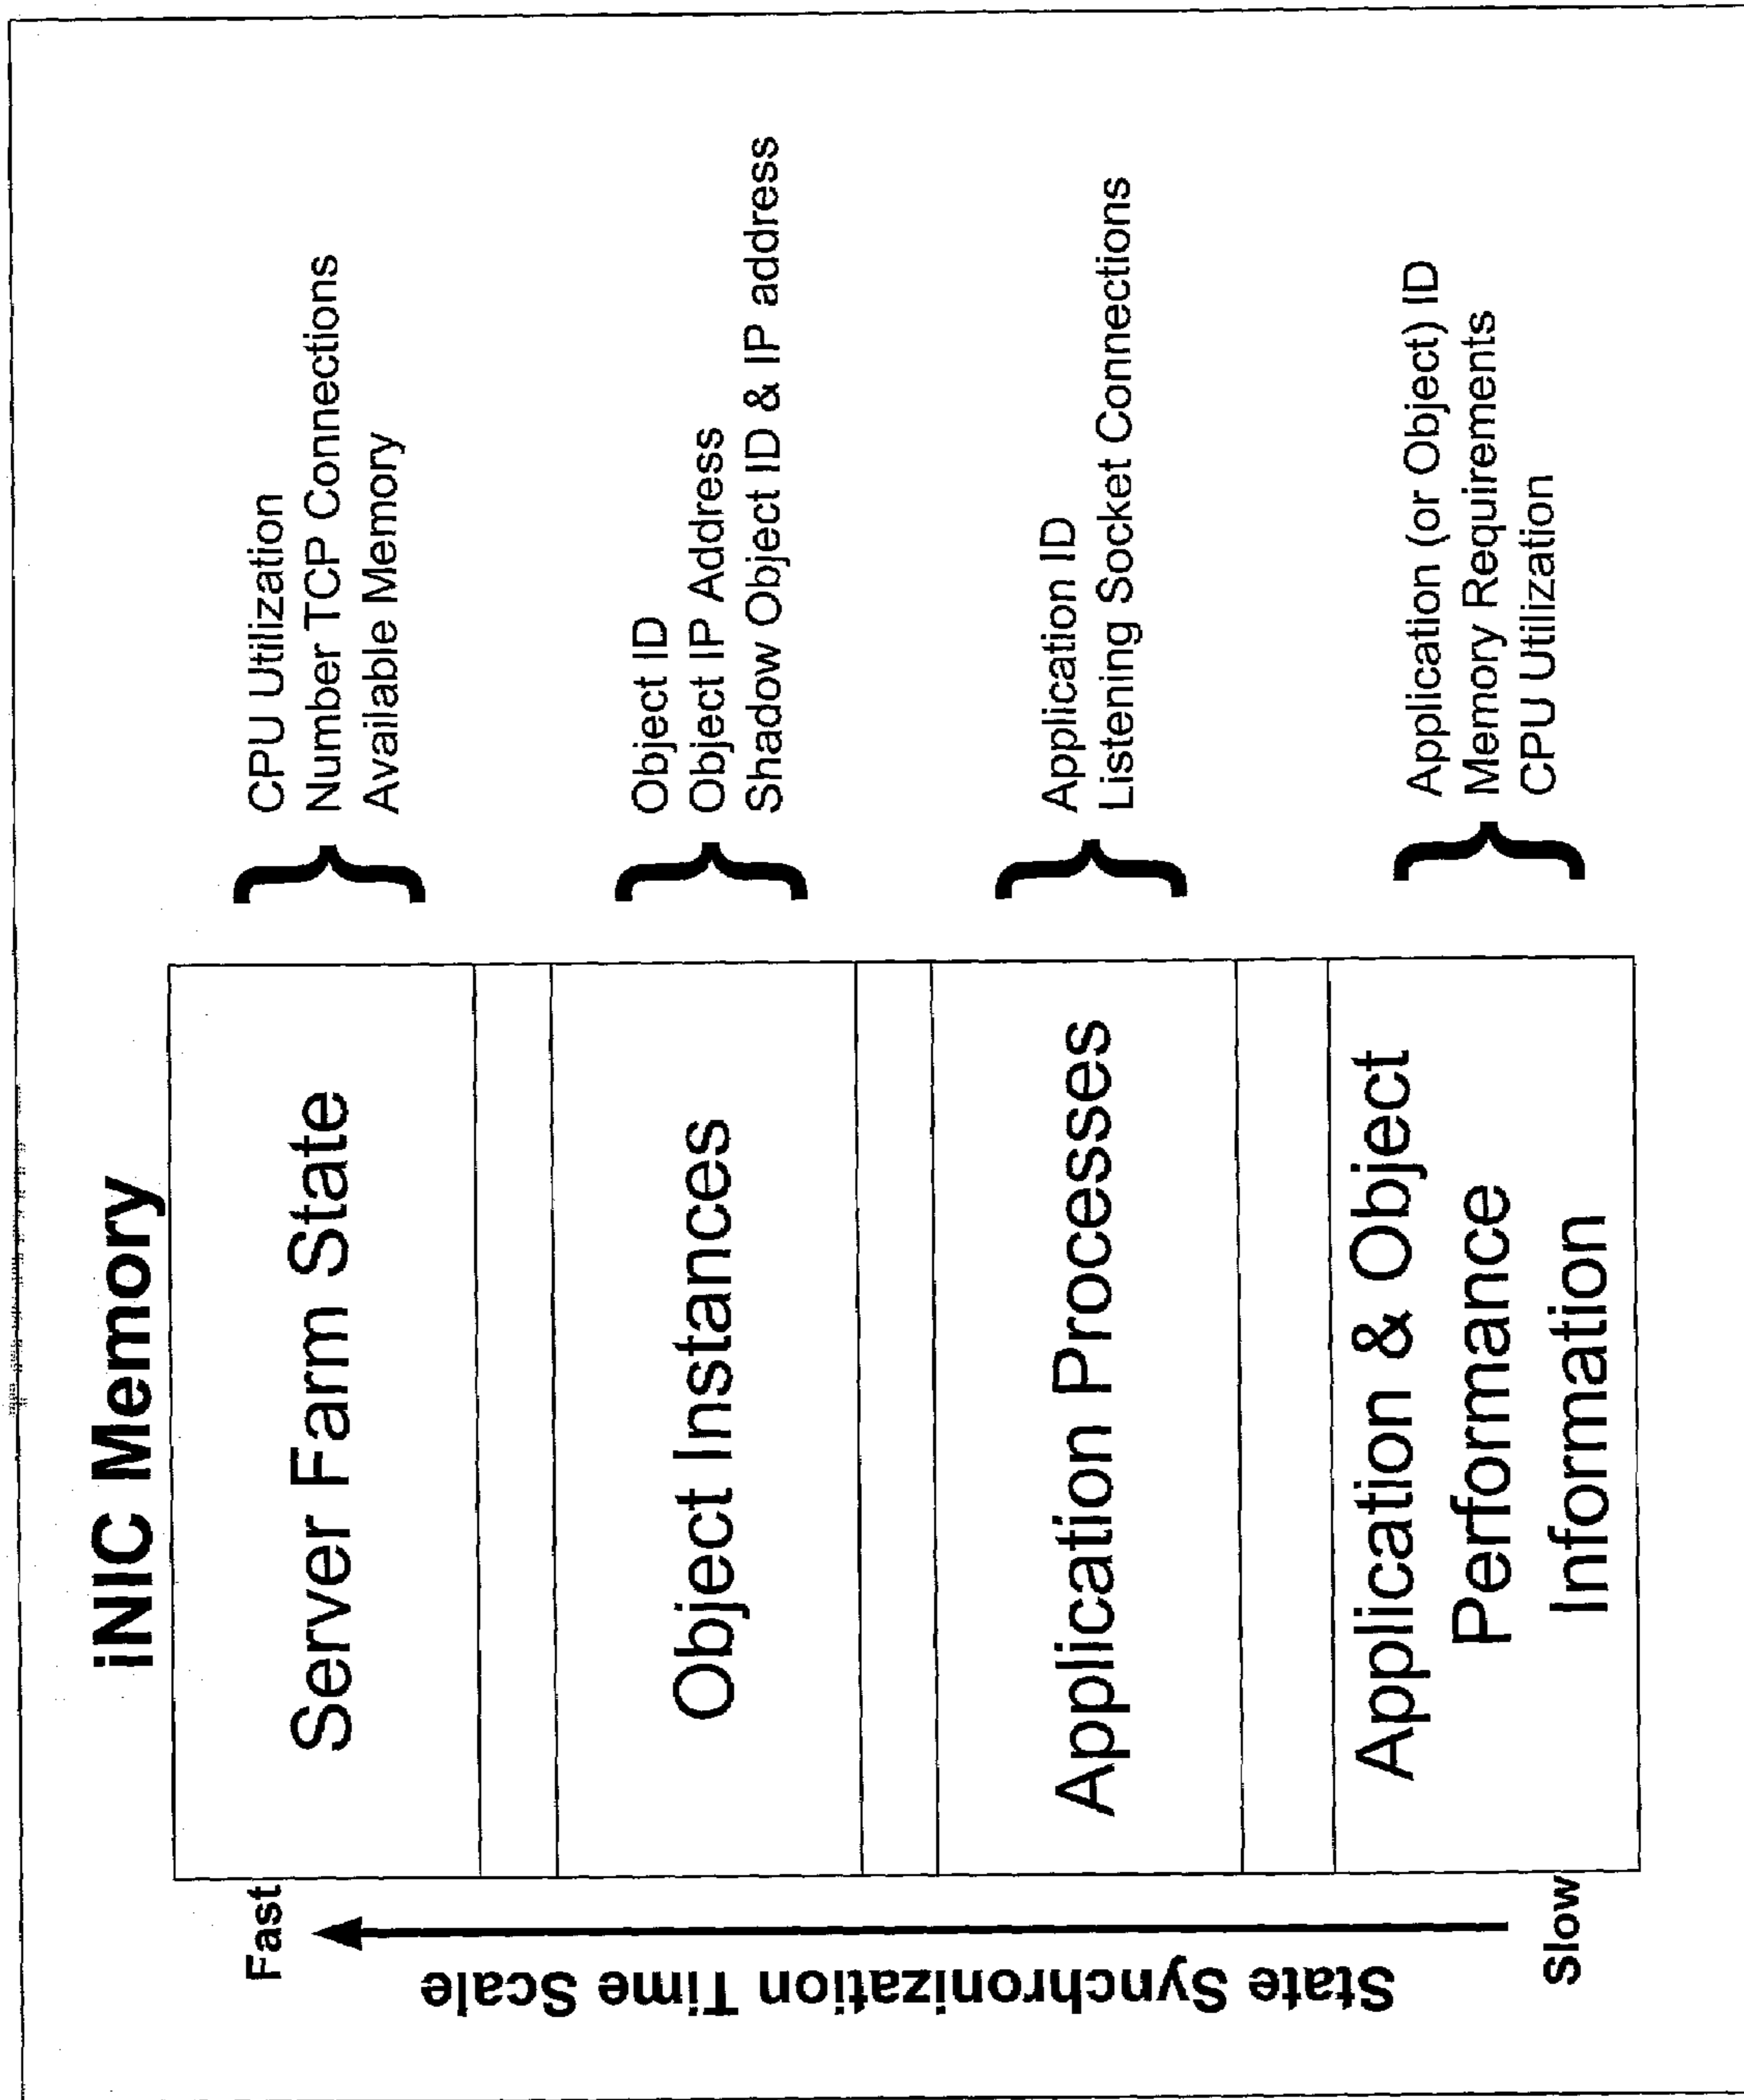 iNIC Memory
Fast
State Synchronization Time Scale
Slow
Server Farm State
CPU Utilization
Number TCP Connections
Available Memory
Object Instances
Object ID
Object IP Address
Shadow Object ID & IP address
Application Processes
Application ID
Listening Socket Connections
Application & Object
Performance
Information
Application (or Object) ID
Memory Requirements
CPU Utilization